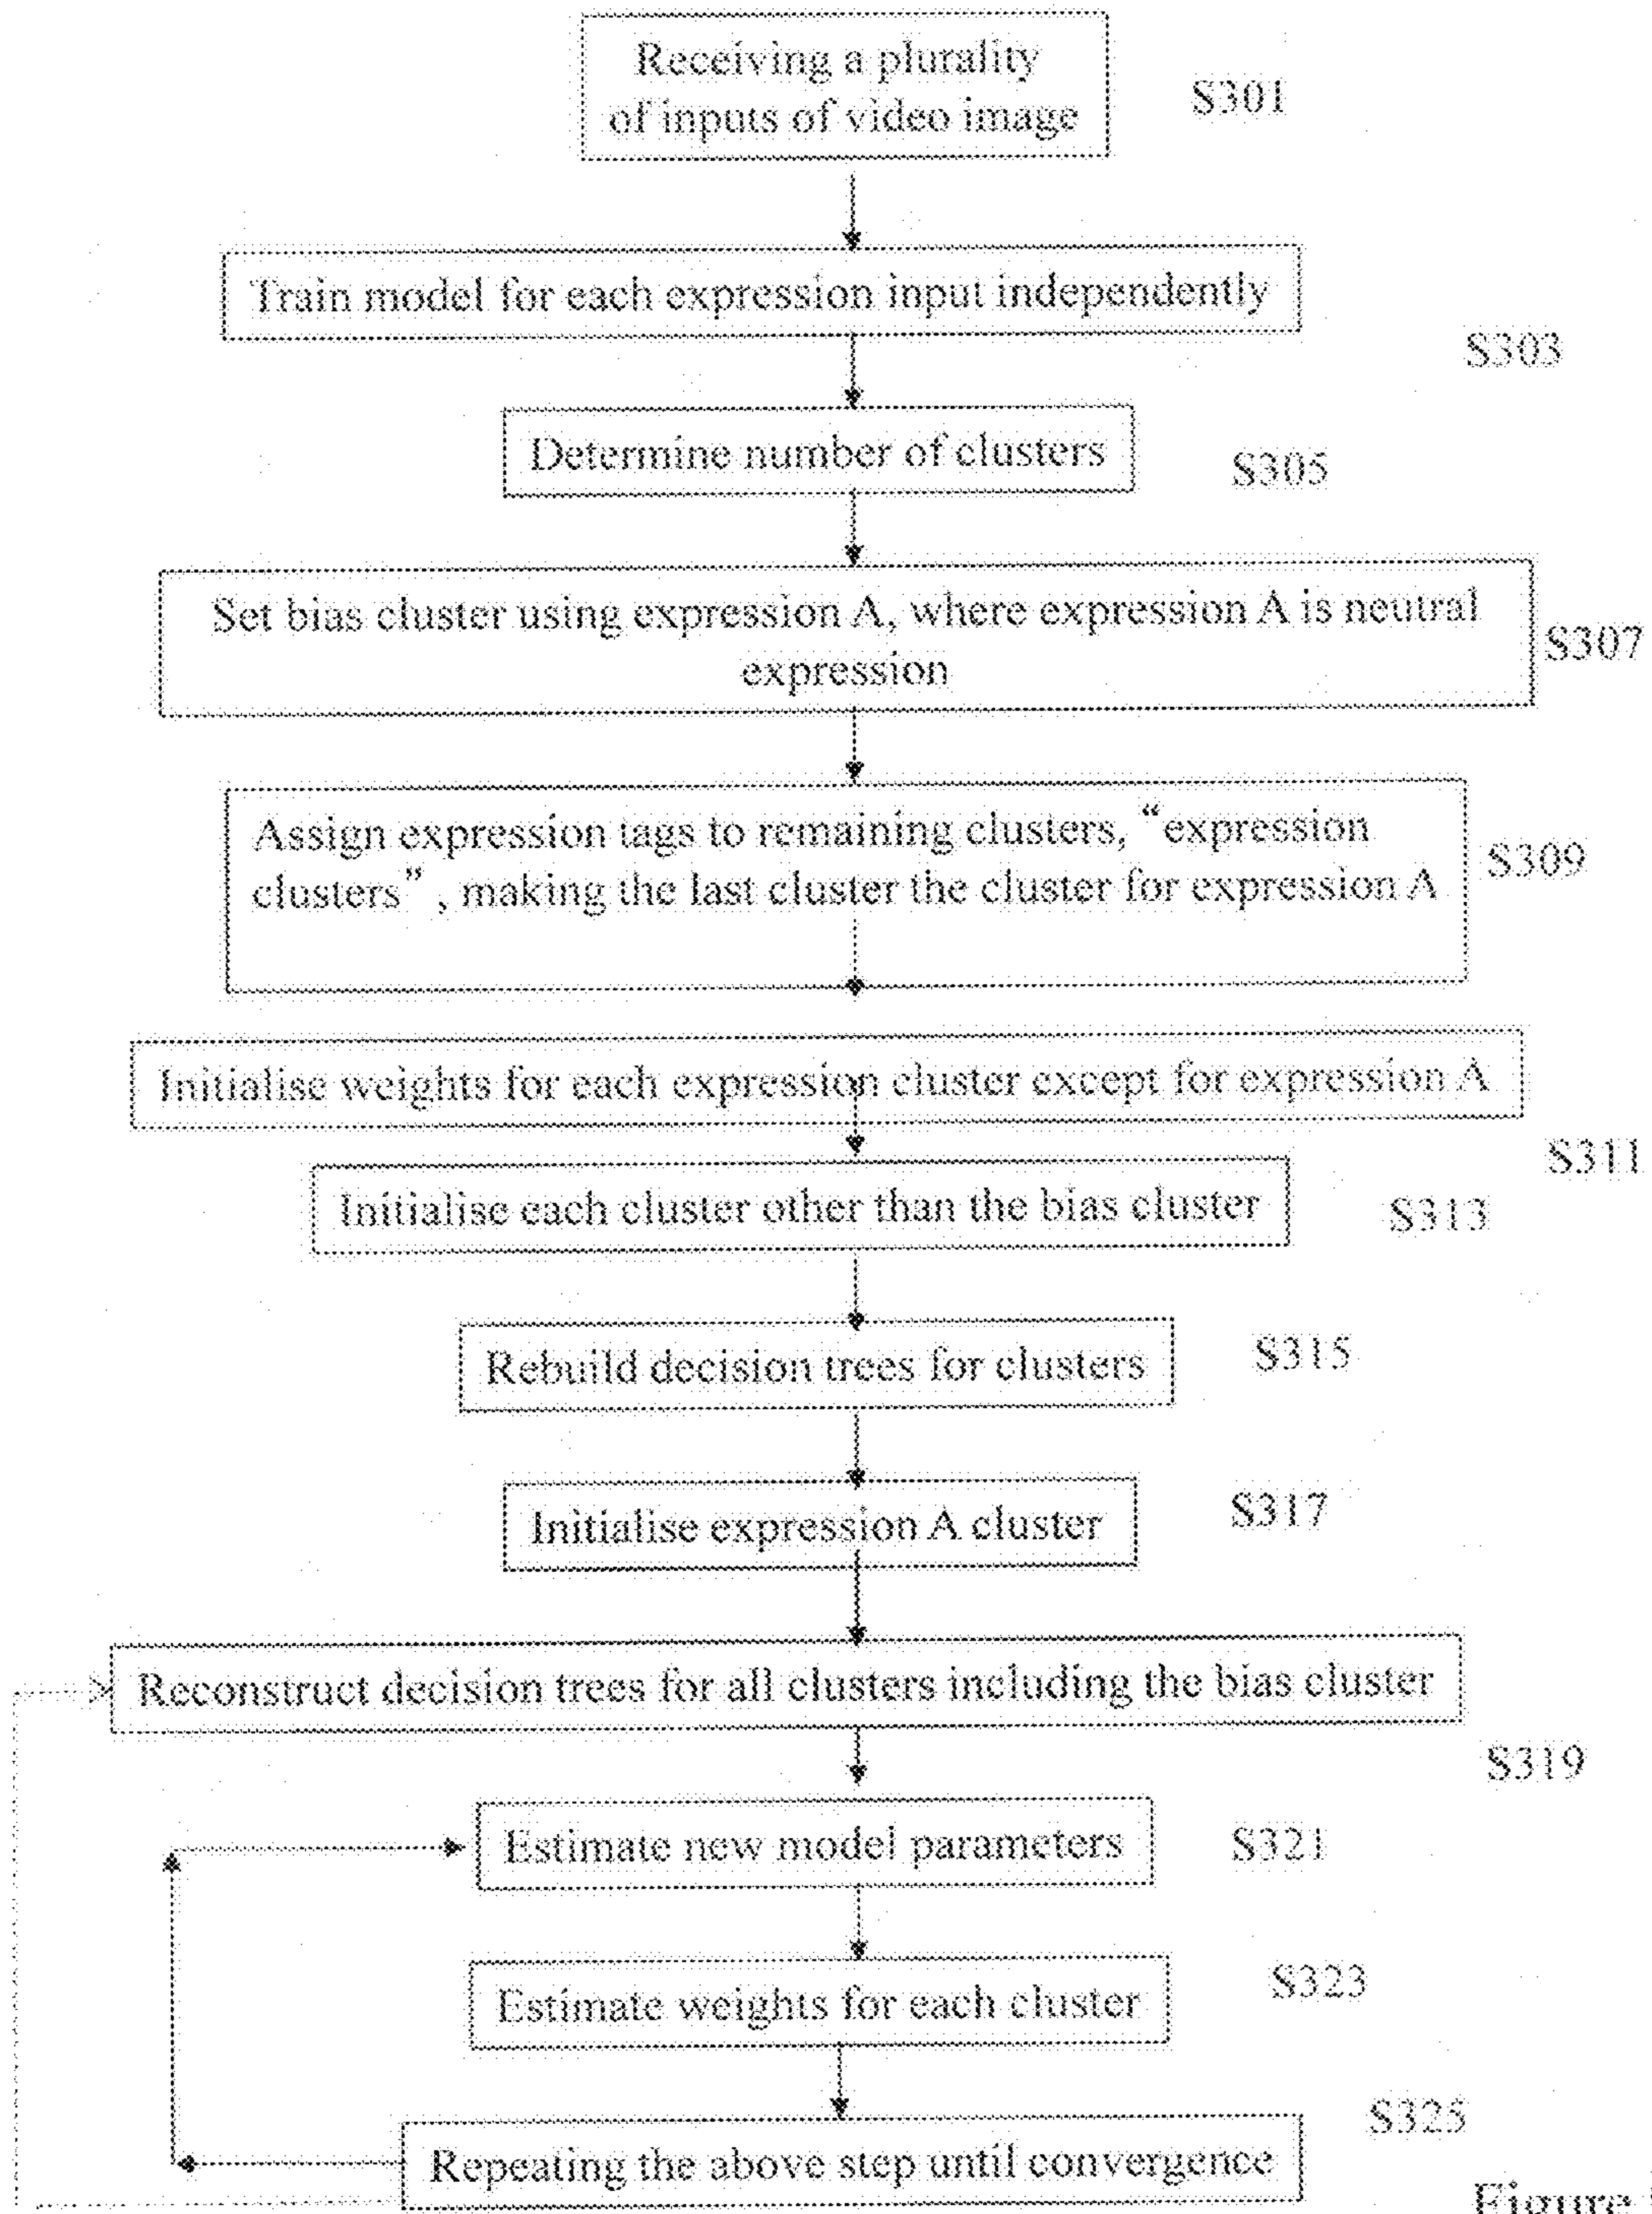 Receiving a plurality
of inputs of video image
S301
Train model for each expression input independently
S303
Determine number of clusters
S305
Set bias cluster using expression A, where expression A is neutral
expression
S307
Assign expression tags to remaining clusters, “expression
clusters” , making the last cluster the cluster for expression A
S309
Initialise weights for each expression cluster except for expression A
S311
Initialise each cluster other than the bias cluster
S313
Rebuild decision trees for clusters
S315
Initialise expression A cluster
S317
Reconstruct decision trees for all clusters including the bias cluster
S319
Estimate new model parameters
S321
Estimate weights for each cluster
S323
Repeating the above step until convergence
S325
Figure